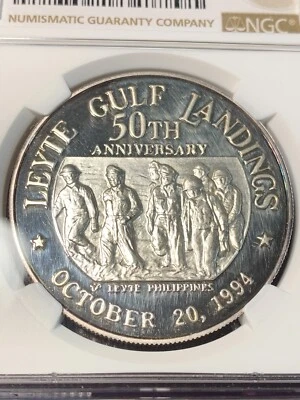 NUMISMATIC GUARANTY COMPANY
NGC
LEYTE GULF LANDINGS
50TH
ANNIVERSARY
LEYTE PHILIPPINES
OCTOBER 20, 1994